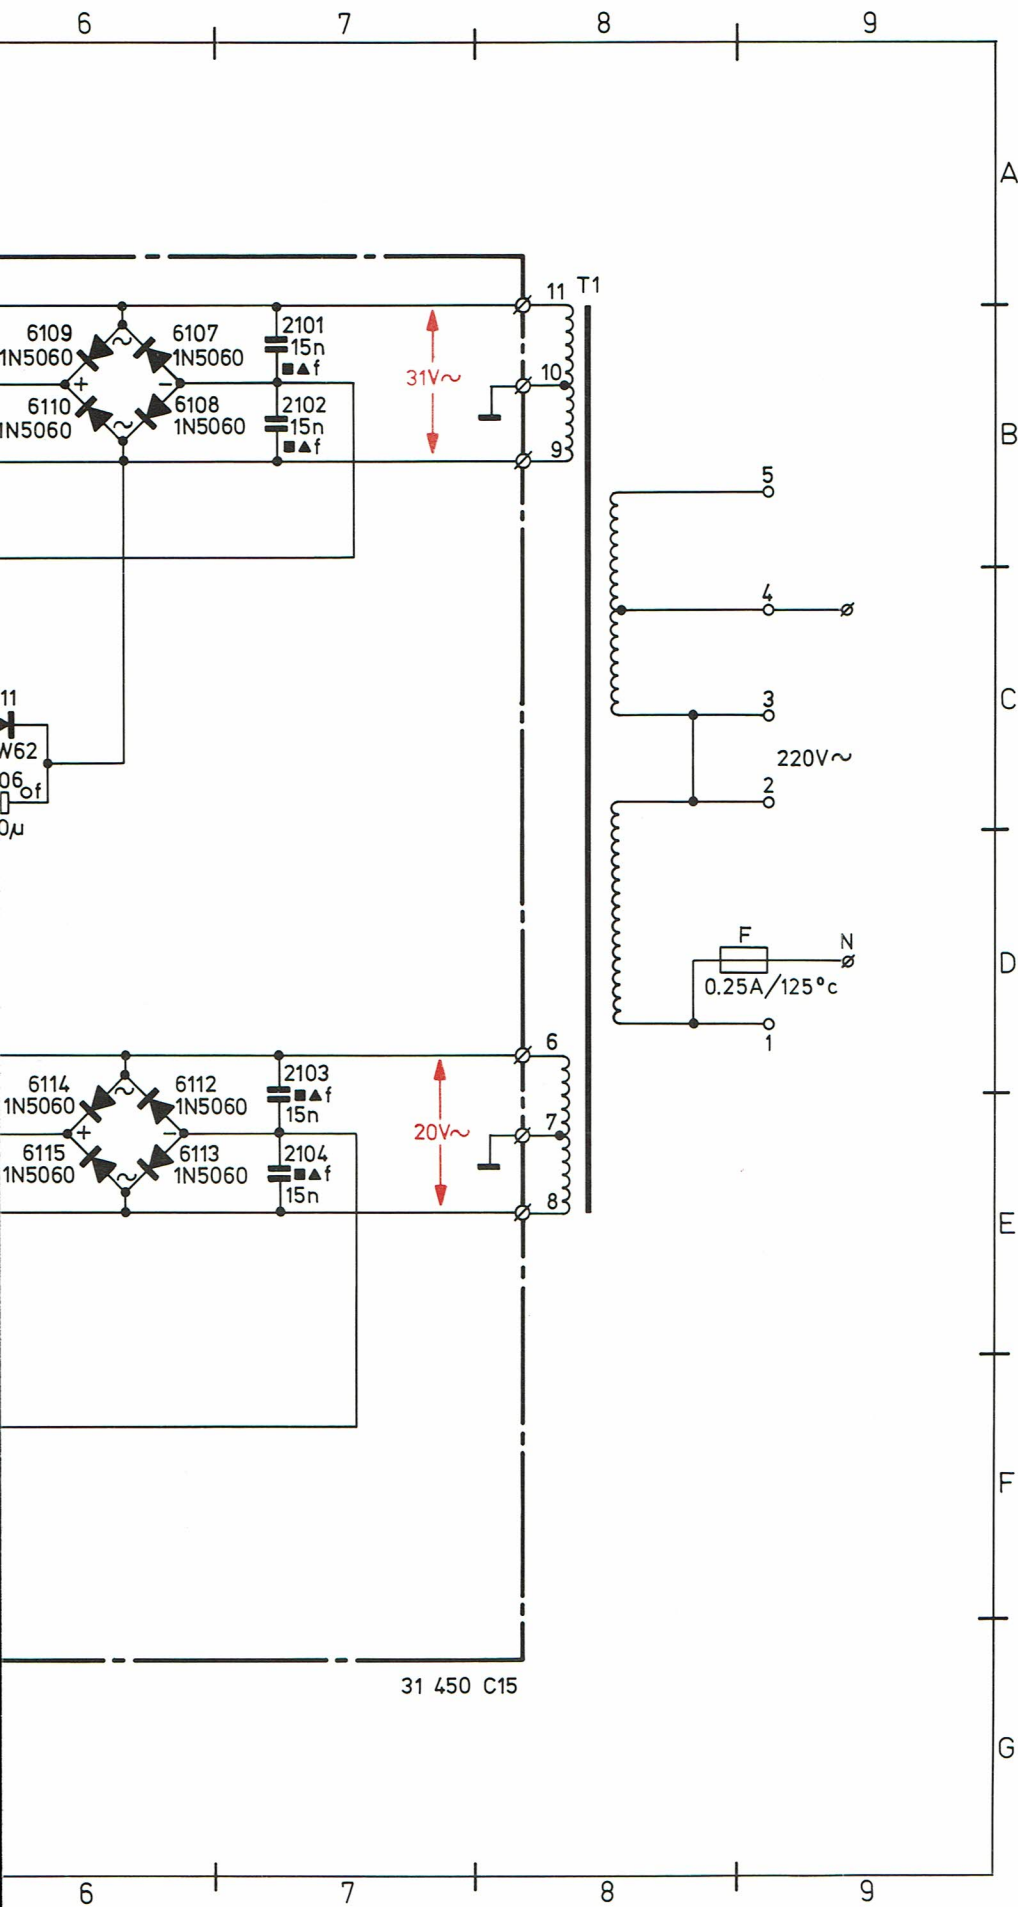 6 7 8 9
A
T1
11
6109
1N5060
6107
1N5060
2101
15n
■▲f
31V~
10
~
+
−
6110
1N5060
~
6108
1N5060
2102
15n
■▲f
9
B
5
4
3
C
11
W62
06
of
0µ
220V~
2
F
N
0.25A/125°c
D
1
6
6114
1N5060
6112
1N5060
2103
■▲f
15n
~
+
−
20V~
7
6115
1N5060
~
6113
1N5060
2104
■▲f
15n
8
E
F
31 450 C15
G
6 7 8 9